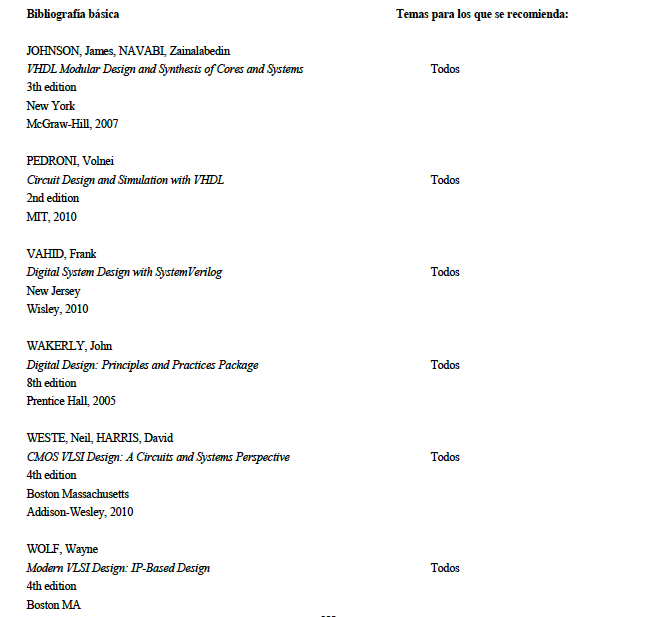 Bibliografía básica Temas para los que se recomienda:
JOHNSON, James, NAVABI, Zainalabedin
VHDL Modular Design and Synthesis of Cores and Systems Todos
3th edition
New York
McGraw-Hill, 2007
PEDRONI, Volnei
Circuit Design and Simulation with VHDL Todos
2nd edition
MIT, 2010
VAHID, Frank
Digital System Design with SystemVerilog Todos
New Jersey
Wisley, 2010
WAKERLY, John
Digital Design: Principles and Practices Package Todos
8th edition
Prentice Hall, 2005
WESTE, Neil, HARRIS, David
CMOS VLSI Design: A Circuits and Systems Perspective Todos
4th edition
Boston Massachusetts
Addison-Wesley, 2010
WOLF, Wayne
Modern VLSI Design: IP-Based Design Todos
4th edition
Boston MA